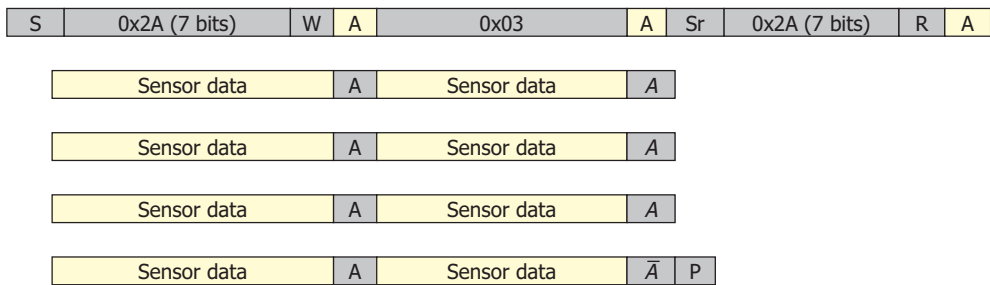 S 0x2A (7 bits) W A 0x03 A Sr 0x2A (7 bits) R A
Sensor data A Sensor data A
Sensor data A Sensor data A
Sensor data A Sensor data A
Sensor data A Sensor data A̅ P